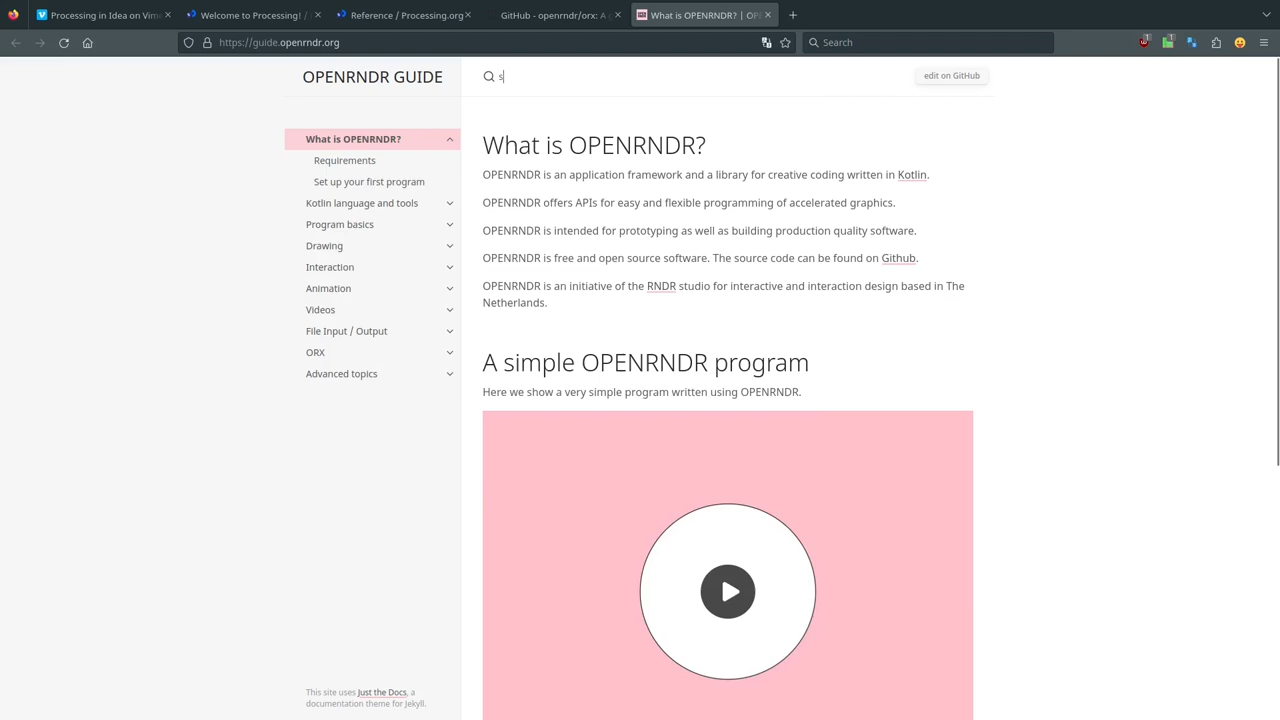 Processing in Idea on Vime
Welcome to Processing! /
Reference / Processing.org
GitHub - openrndr/orx: A g
What is OPENRNDR? | OP
https://guide.openrndr.org
Search
1
1
OPENRNDR GUIDE
s
edit on GitHub
What is OPENRNDR?
Requirements
Set up your first program
Kotlin language and tools
Program basics
Drawing
Interaction
Animation
Videos
File Input / Output
ORX
Advanced topics
This site uses Just the Docs, a
documentation theme for Jekyll.
What is OPENRNDR?
OPENRNDR is an application framework and a library for creative coding written in Kotlin.
OPENRNDR offers APIs for easy and flexible programming of accelerated graphics.
OPENRNDR is intended for prototyping as well as building production quality software.
OPENRNDR is free and open source software. The source code can be found on Github.
OPENRNDR is an initiative of the RNDR studio for interactive and interaction design based in The
Netherlands.
A simple OPENRNDR program
Here we show a very simple program written using OPENRNDR.